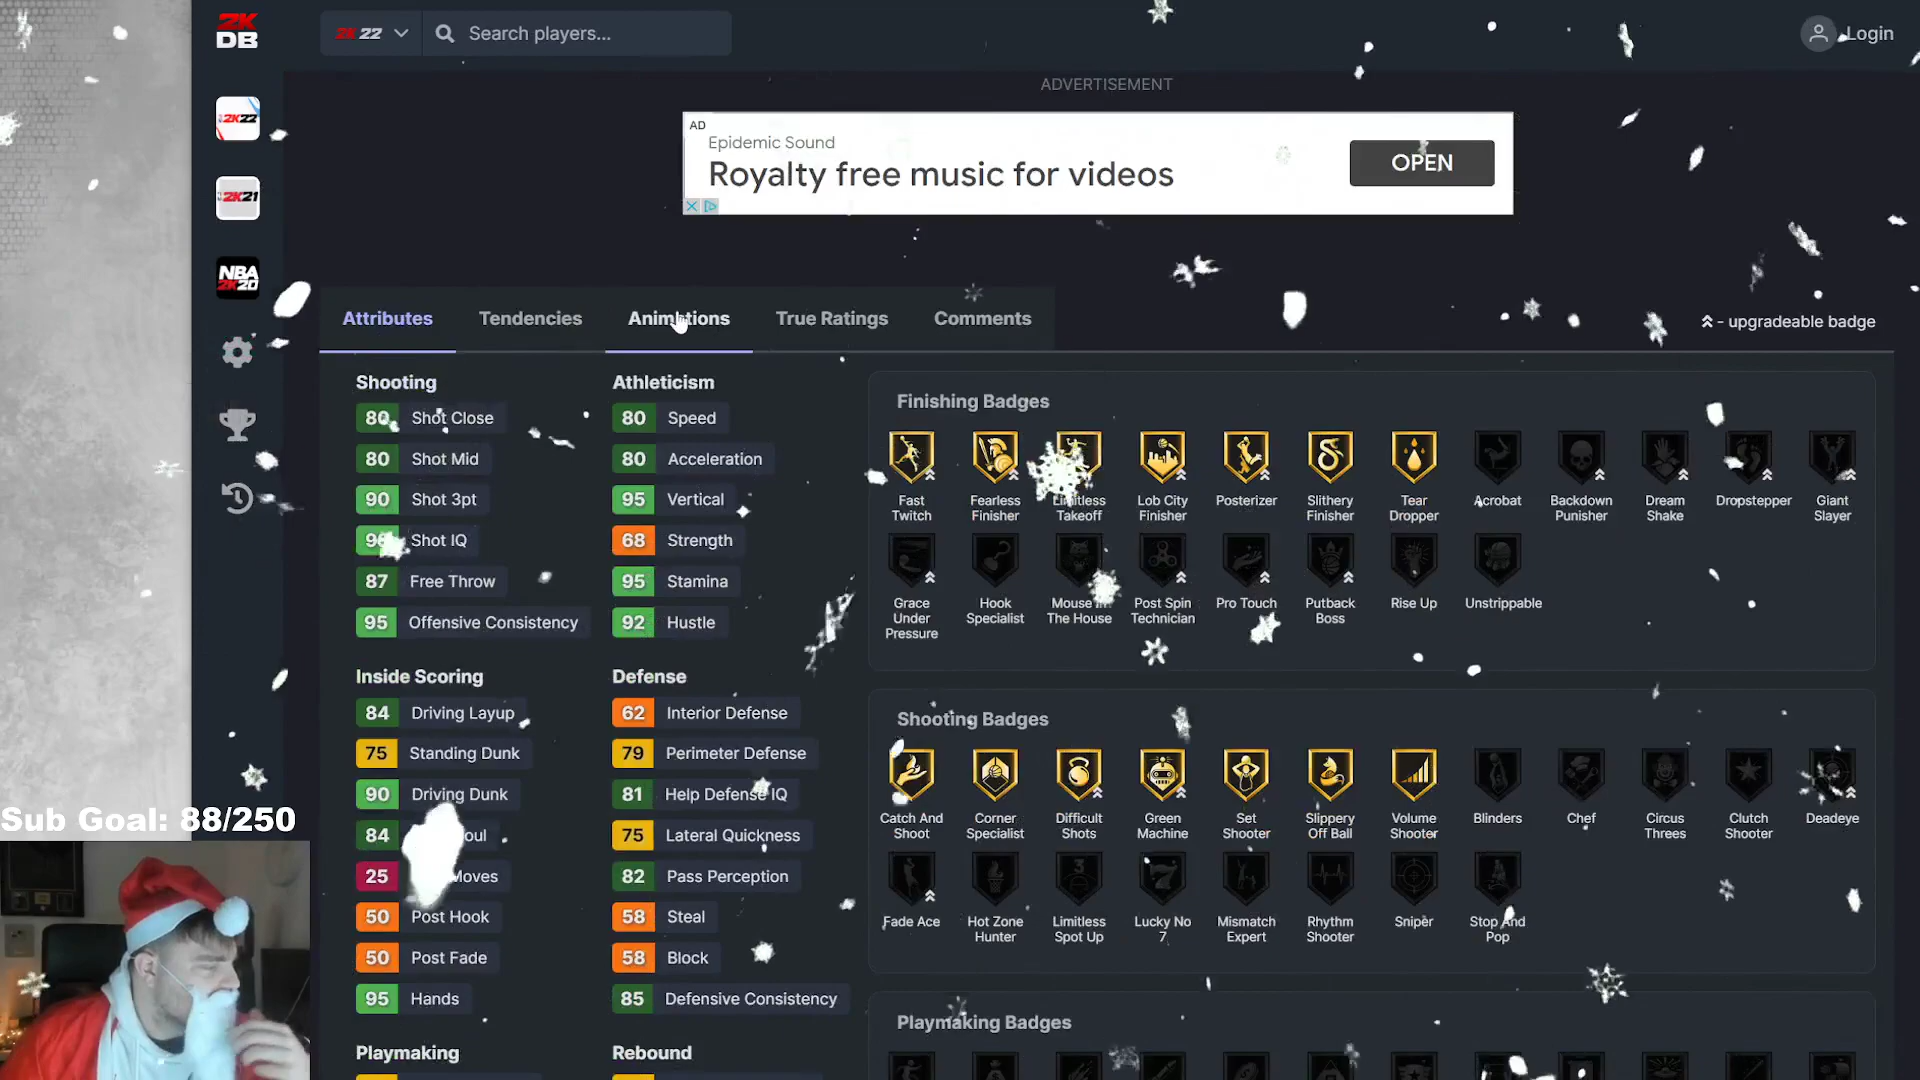 2K
DB
2K22
Search players...
Login
ADVERTISEMENT
AD
Epidemic Sound
Royalty free music for videos
OPEN
2K22
2K21
NBA
2K20
Attributes
Tendencies
Animations
True Ratings
Comments
- upgradeable badge
Shooting
80 Shot Close
80 Shot Mid
90 Shot 3pt
Shot IQ
87 Free Throw
95 Offensive Consistency
Athleticism
80 Speed
80 Acceleration
95 Vertical
68 Strength
95 Stamina
92 Hustle
Inside Scoring
84 Driving Layup
75 Standing Dunk
90 Driving Dunk
84
25
50 Post Hook
50 Post Fade
95 Hands
Defense
62 Interior Defense
79 Perimeter Defense
81 Help Defense IQ
75 Lateral Quickness
82 Pass Perception
58 Steal
58 Block
85 Defensive Consistency
Playmaking
Rebound
Finishing Badges
Fast Twitch
Fearless Finisher
Limitless Takeoff
Lob City Finisher
Posterizer
Slithery Finisher
Tear Dropper
Acrobat
Backdown Punisher
Dream Shake
Dropstepper
Giant Slayer
Grace Under Pressure
Hook Specialist
Mouse In The House
Post Spin Technician
Pro Touch
Putback Boss
Rise Up
Unstrippable
Shooting Badges
Catch And Shoot
Corner Specialist
Difficult Shots
Green Machine
Set Shooter
Slippery Off Ball
Volume Shooter
Blinders
Chef
Circus Threes
Clutch Shooter
Deadeye
Fade Ace
Hot Zone Hunter
Limitless Spot Up
Lucky No 7
Mismatch Expert
Rhythm Shooter
Sniper
Stop And Pop
Playmaking Badges
Sub Goal: 88/250